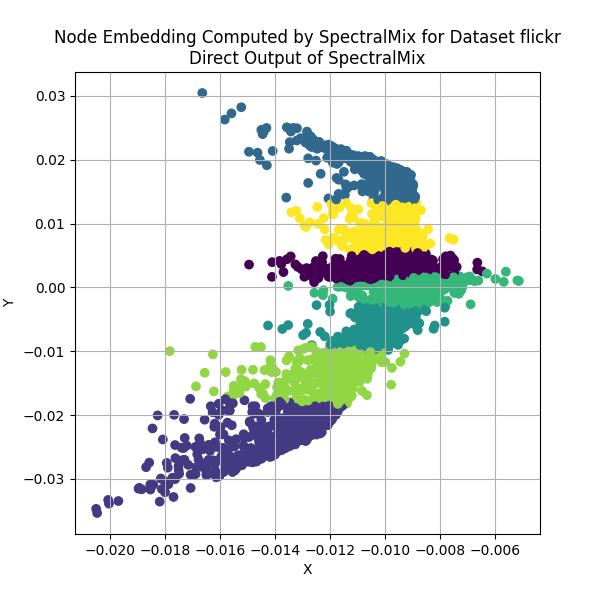 Node Embedding Computed by SpectralMix for Dataset flickr
Direct Output of SpectralMix
0.03
0.02
0.01
0.00
−0.01
−0.02
−0.03
Y
−0.020 −0.018 −0.016 −0.014 −0.012 −0.010 −0.008 −0.006
X